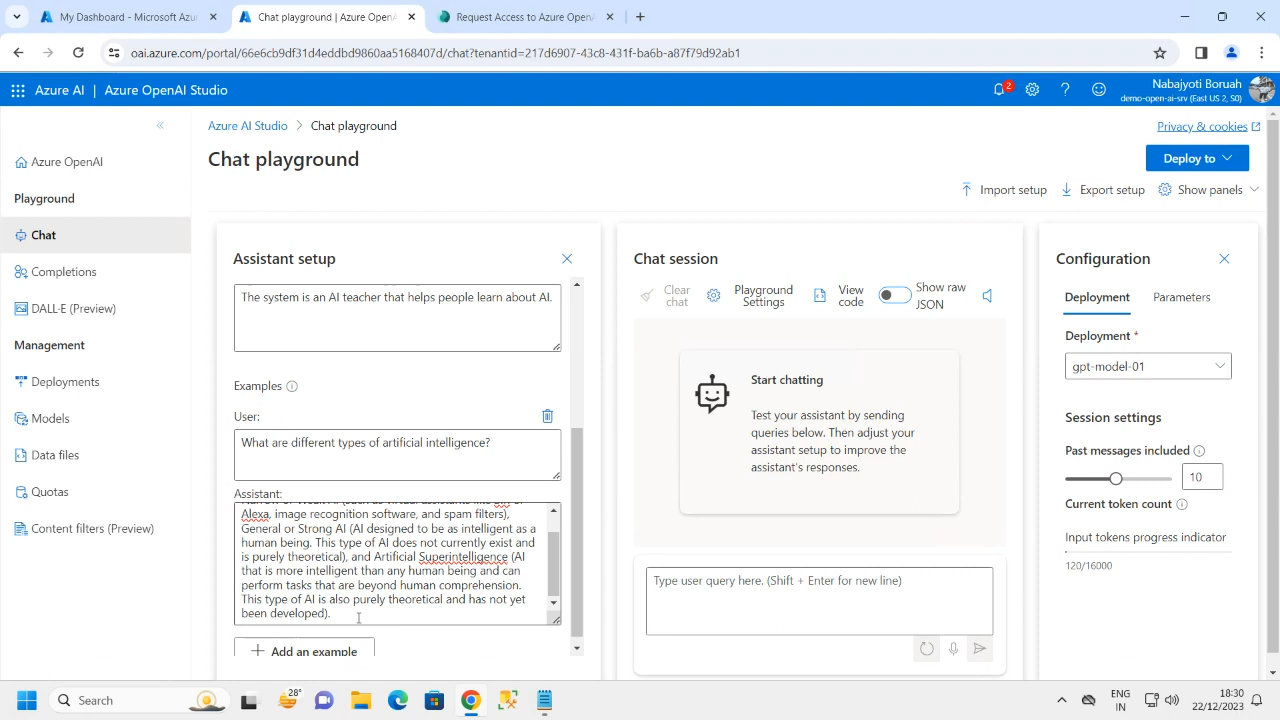 My Dashboard - Microsoft Azu
Chat playground | Azure OpenA
Request Access to Azure OpenA
oai.azure.com/portal/66e6cb9df31d4eddbd9860aa5168407d/chat?tenantid=217d6907-43c8-431f-ba6b-a87f79d92ab1
Azure AI | Azure OpenAI Studio
2
Nabajyoti Boruah
demo-open-ai-srv (East US 2, S0)
Azure AI Studio > Chat playground
Privacy & cookies
Chat playground
Deploy to
Import setup
Export setup
Show panels
Azure OpenAI
Playground
Chat
Completions
DALL-E (Preview)
Management
Deployments
Models
Data files
Quotas
Content filters (Preview)
Assistant setup
The system is an AI teacher that helps people learn about AI.
Examples
User:
What are different types of artificial intelligence?
Assistant:
Alexa, image recognition software, and spam filters),
General or Strong AI (AI designed to be as intelligent as a
human being. This type of AI does not currently exist and
is purely theoretical), and Artificial Superintelligence (AI
that is more intelligent than any human being and can
perform tasks that are beyond human comprehension.
This type of AI is also purely theoretical and has not yet
been developed).
Add an example
Chat session
Clear chat
Playground Settings
View code
Show raw JSON
Start chatting
Test your assistant by sending
queries below. Then adjust your
assistant setup to improve the
assistant's responses.
Type user query here. (Shift + Enter for new line)
Configuration
Deployment
Parameters
Deployment *
gpt-model-01
Session settings
Past messages included
10
Current token count
Input tokens progress indicator
120/16000
Search
28°
ENG
IN
18:30
22/12/2023